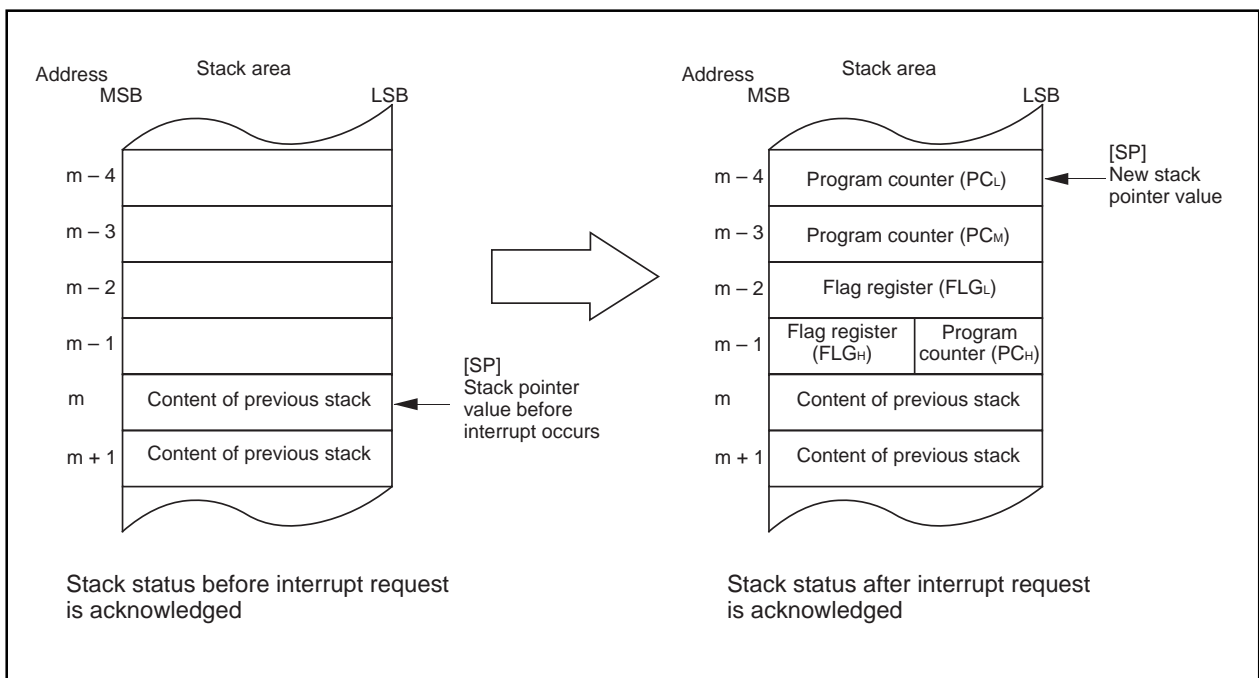 Address
Stack area
MSB
LSB
m – 4
m – 3
m – 2
m – 1
m
Content of previous stack
m + 1
Content of previous stack
[SP]
Stack pointer
value before
interrupt occurs
Stack status before interrupt request
is acknowledged
Address
Stack area
MSB
LSB
m – 4
Program counter (PCL)
[SP]
New stack
pointer value
m – 3
Program counter (PCM)
m – 2
Flag register (FLGL)
m – 1
Flag register
(FLGH)
Program
counter (PCH)
m
Content of previous stack
m + 1
Content of previous stack
Stack status after interrupt request
is acknowledged